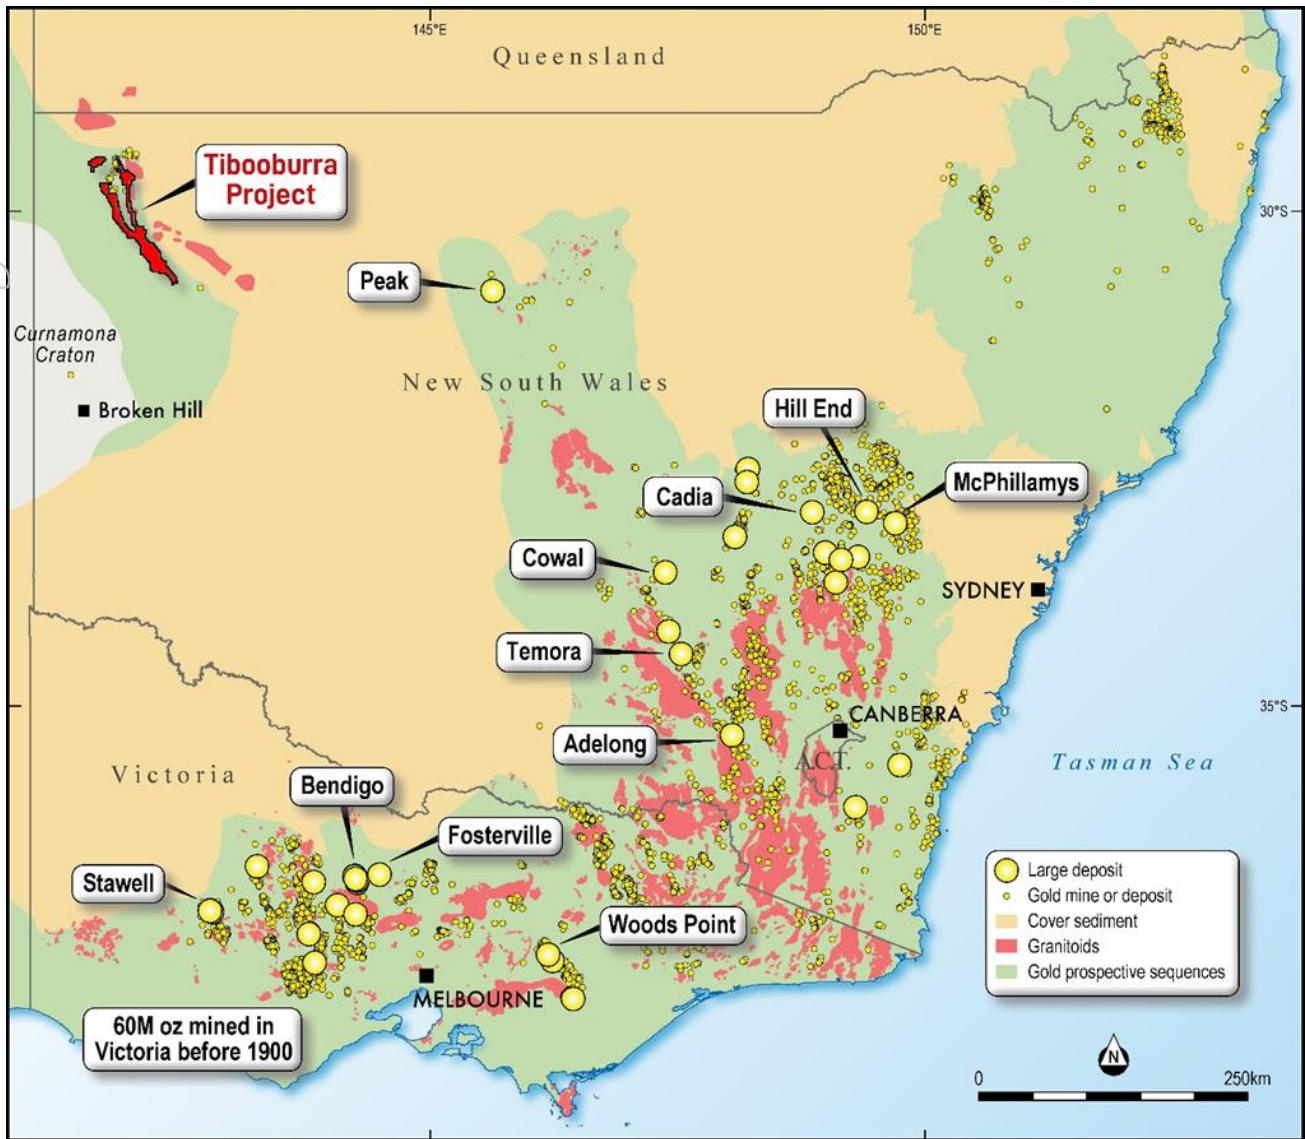 145°E
150°E
Queensland
Tibooburra
Project
30°S
Peak
Curnamona
Craton
New South Wales
Broken Hill
Hill End
McPhillamys
Cadia
Cowal
SYDNEY
Temora
CANBERRA
35°S
Adelong
A.C.T.
Tasman Sea
Victoria
Bendigo
Fosterville
Stawell
Large deposit
Gold mine or deposit
Cover sediment
Granitoids
Gold prospective sequences
Woods Point
MELBOURNE
60M oz mined in
Victoria before 1900
N
0
250km